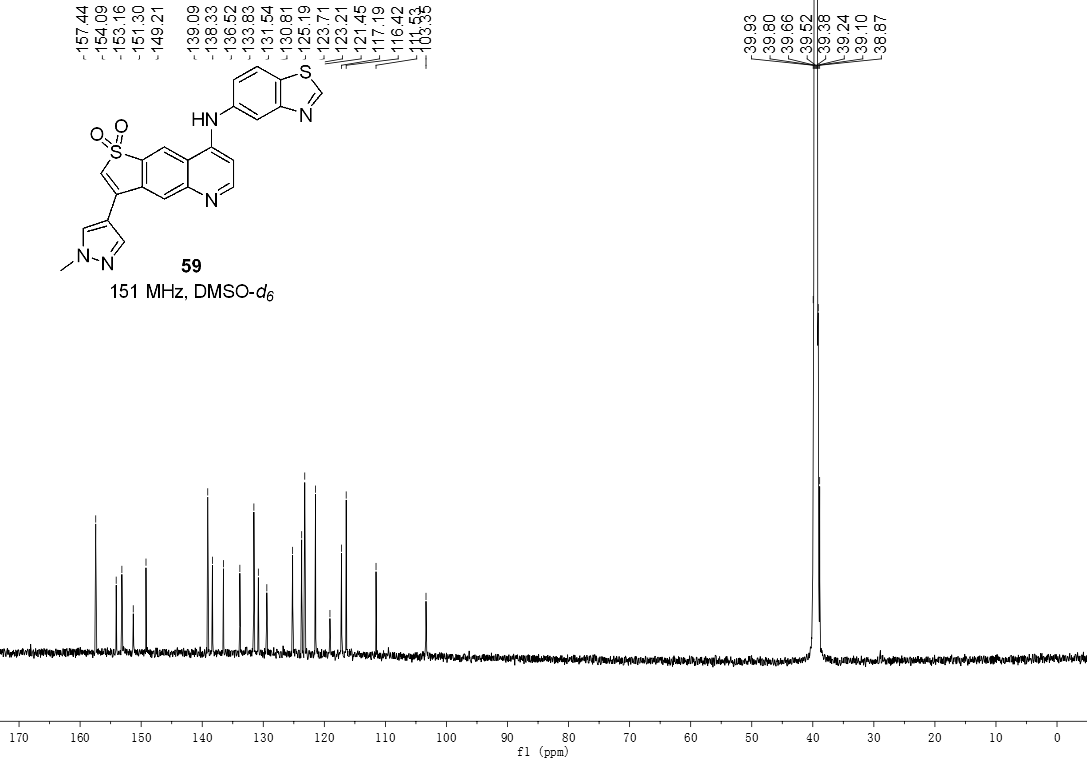 157.44
154.09
153.16
151.30
149.21
139.09
138.33
136.52
133.83
131.54
130.81
125.19
123.71
123.21
121.45
117.19
116.42
111.53
103.35
39.93
39.80
39.66
39.52
39.38
39.24
39.10
38.87
S
N
HN
O
O
S
N
N
N
59
151 MHz, DMSO-d6
170 160 150 140 130 120 110 100 90 80 70 60 50 40 30 20 10 0
f1 (ppm)